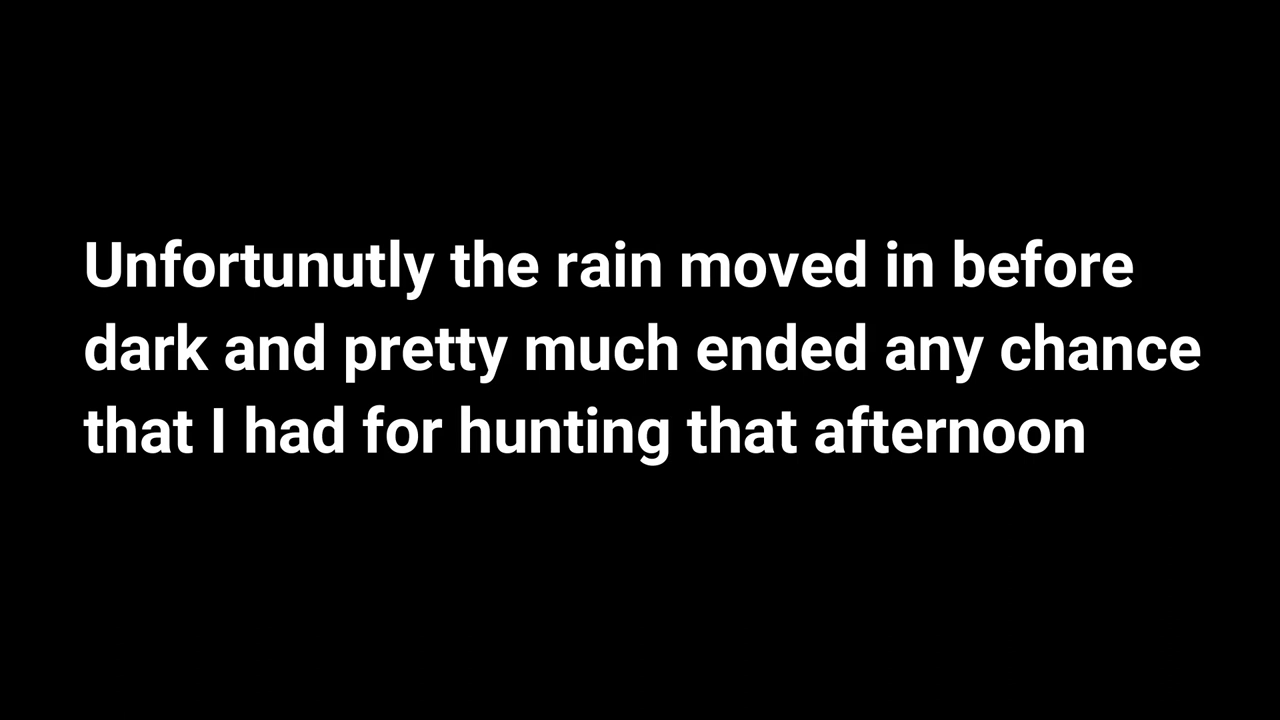 Unfortunutly the rain moved in before
dark and pretty much ended any chance
that I had for hunting that afternoon